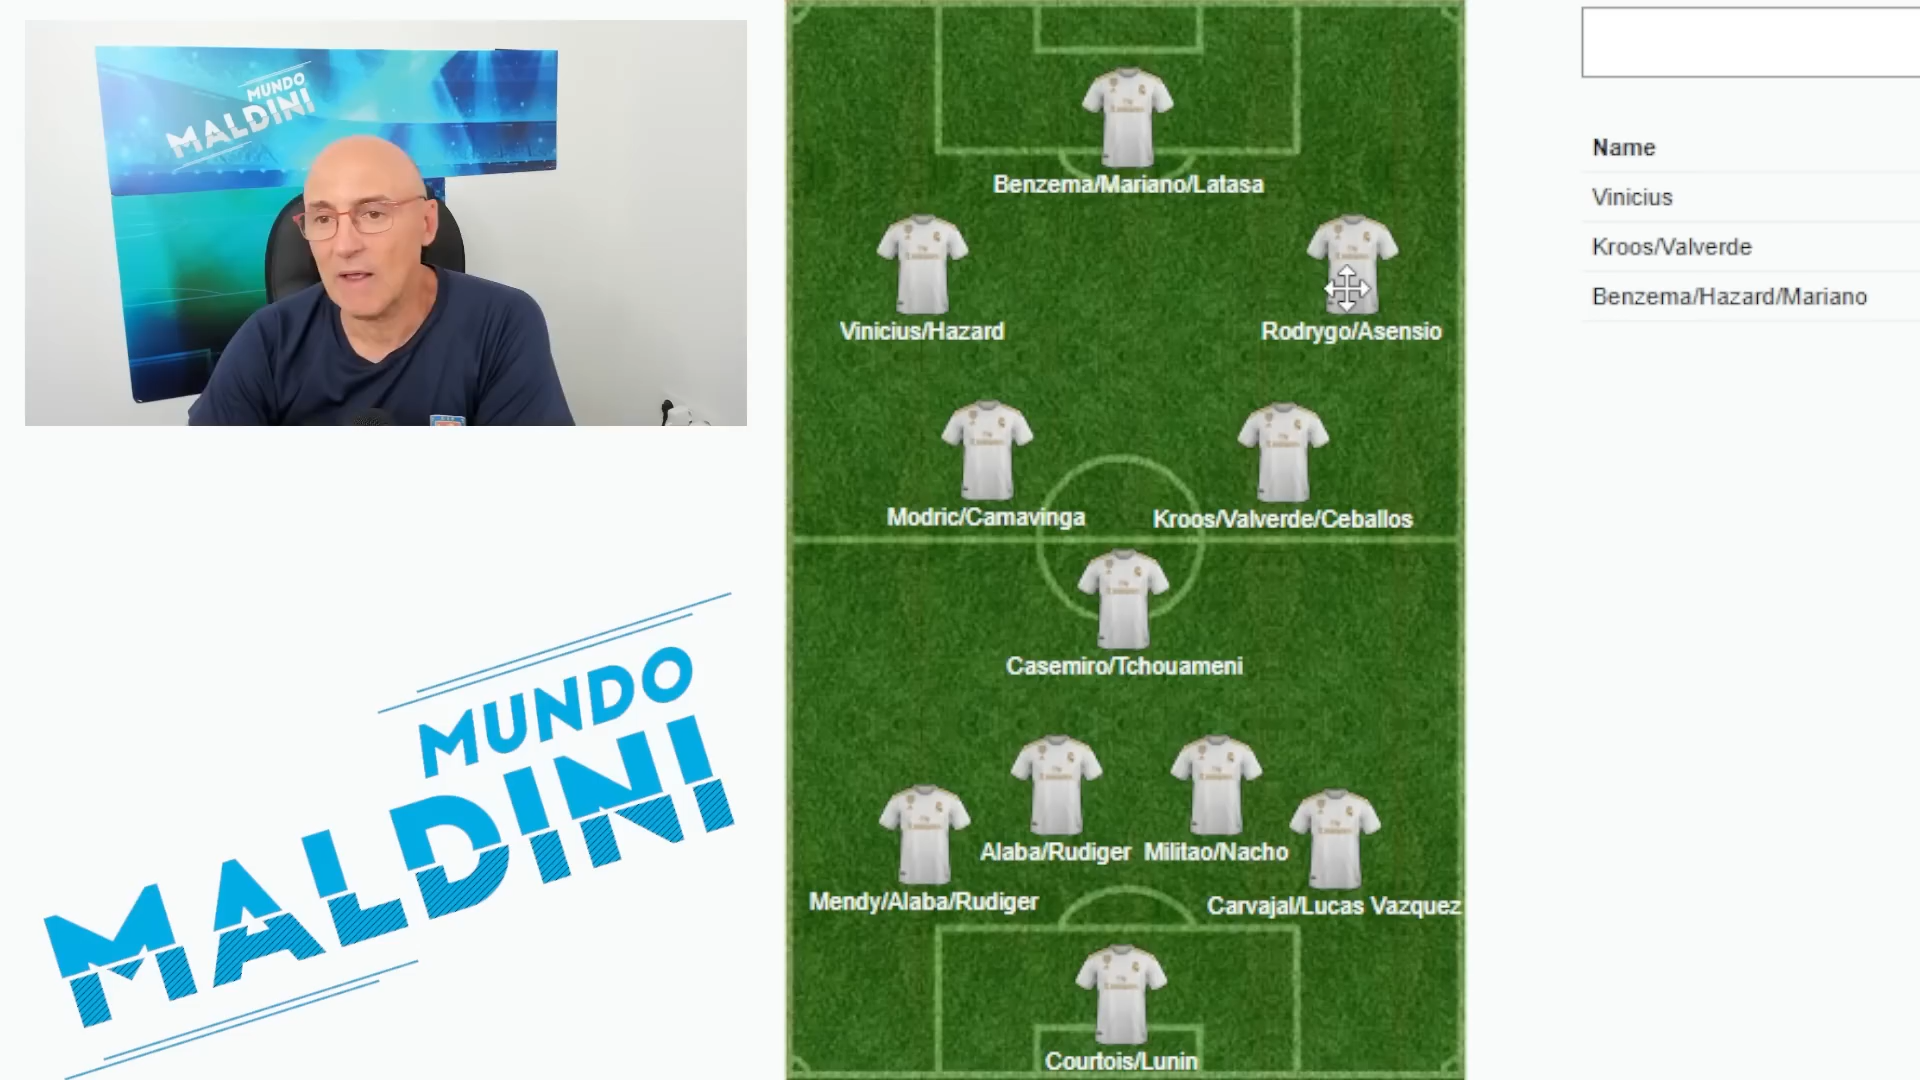 MUNDO
MALDINI
Benzema/Mariano/Latasa
Vinicius/Hazard
Rodrygo/Asensio
Modric/Camavinga
Kroos/Valverde/Ceballos
Casemiro/Tchouameni
Alaba/Rudiger
Militao/Nacho
Mendy/Alaba/Rudiger
Carvajal/Lucas Vazquez
Courtois/Lunin
Name
Vinicius
Kroos/Valverde
Benzema/Hazard/Mariano
MUNDO
MALDINI